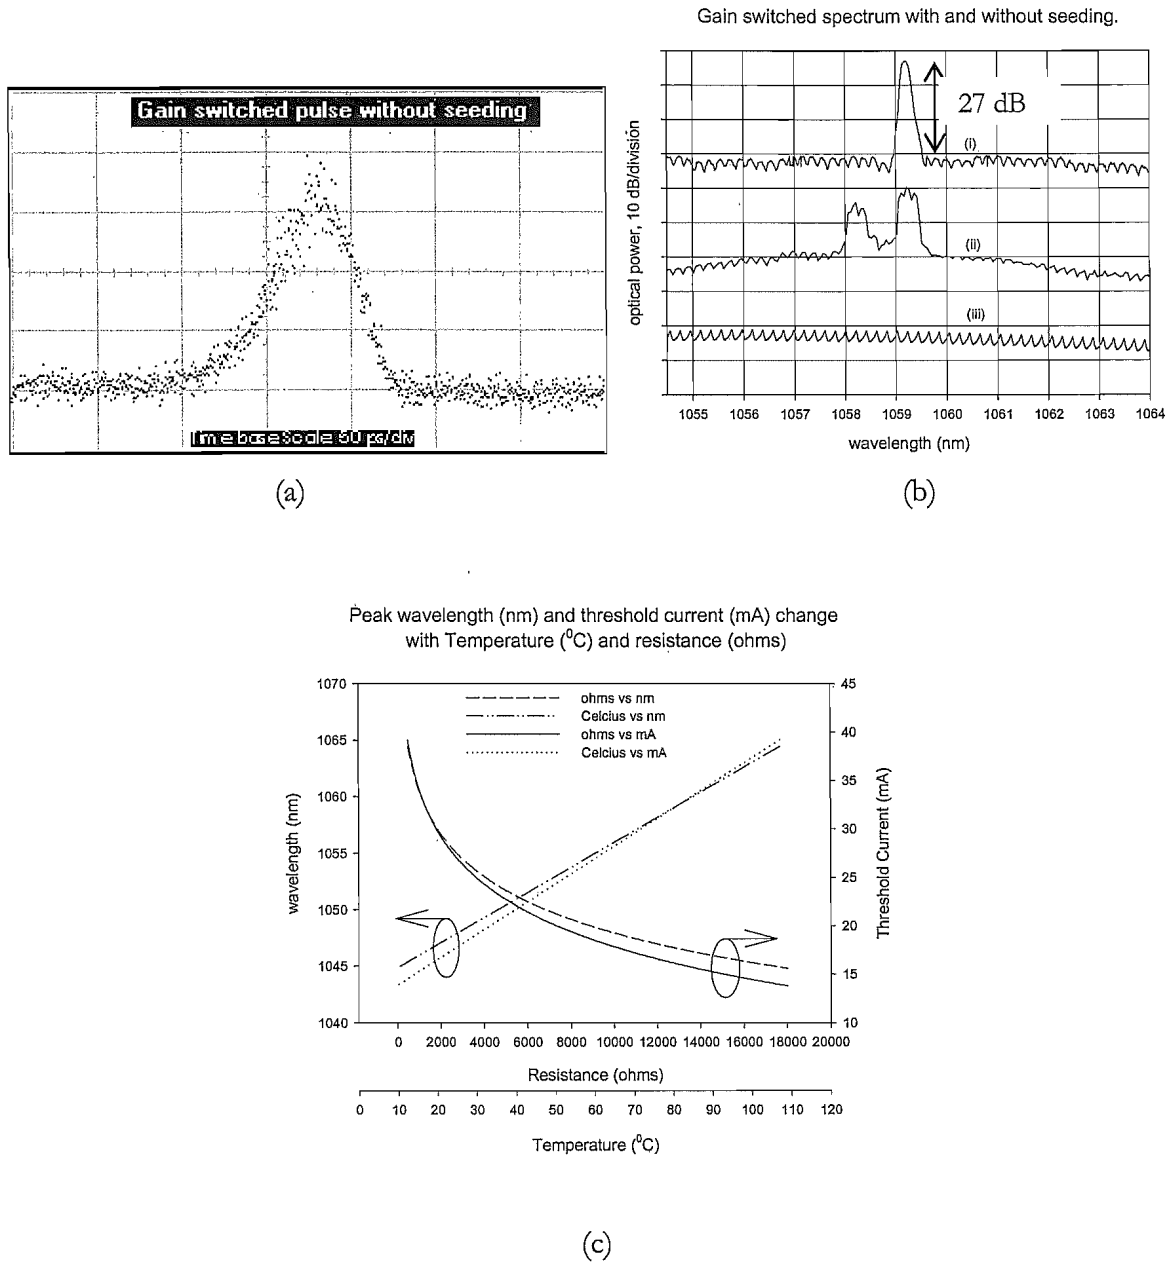 Gain switched spectrum with and without seeding.
Gain switched pulse without seeding
Time base Scale: 50 ps/div
(a)
optical power, 10 dB/division
27 dB
(i)
(ii)
(iii)
1055 1056 1057 1058 1059 1060 1061 1062 1063 1064
wavelength (nm)
(b)
Peak wavelength (nm) and threshold current (mA) change
with Temperature (⁰C) and resistance (ohms)
ohms vs nm
Celcius vs nm
ohms vs mA
Celcius vs mA
wavelength (nm)
1070
1065
1060
1055
1050
1045
1040
45
40
35
30
25
20
15
10
Threshold Current (mA)
0 2000 4000 6000 8000 10000 12000 14000 16000 18000 20000
Resistance (ohms)
0 10 20 30 40 50 60 70 80 90 100 110 120
Temperature (⁰C)
(c)